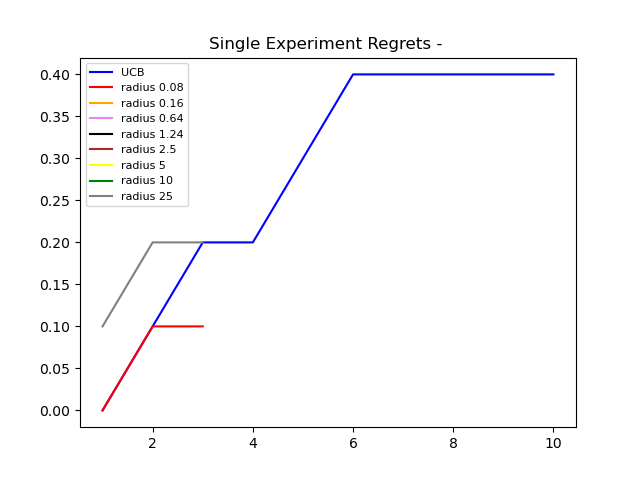 Single Experiment Regrets -
0.40
0.35
0.30
0.25
0.20
0.15
0.10
0.05
0.00
UCB
radius 0.08
radius 0.16
radius 0.64
radius 1.24
radius 2.5
radius 5
radius 10
radius 25
2 4 6 8 10